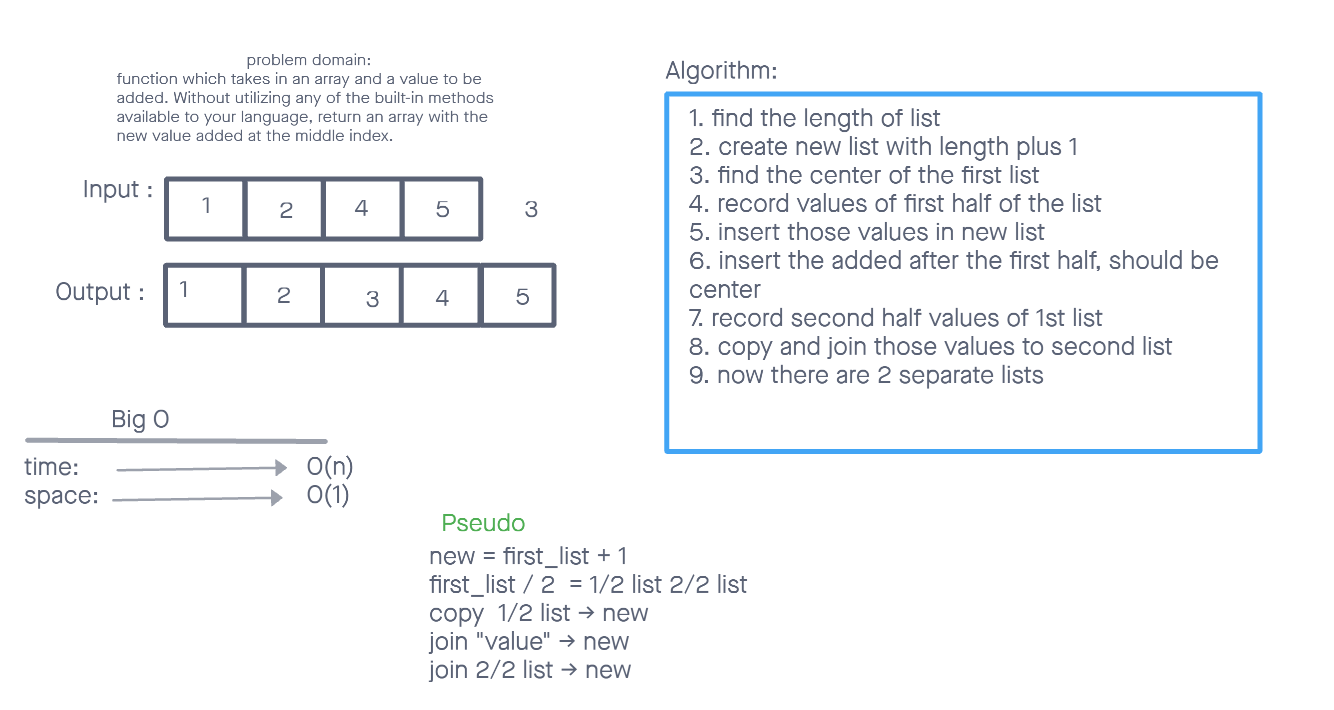 problem domain:
function which takes in an array and a value to be
added. Without utilizing any of the built-in methods
available to your language, return an array with the
new value added at the middle index.
Input :
1 2 4 5 3
Output :
1 2 3 4 5
Algorithm:
1. find the length of list
2. create new list with length plus 1
3. find the center of the first list
4. record values of first half of the list
5. insert those values in new list
6. insert the added after the first half, should be
center
7. record second half values of 1st list
8. copy and join those values to second list
9. now there are 2 separate lists
Big O
time: O(n)
space: O(1)
Pseudo
new = first_list + 1
first_list / 2 = 1/2 list 2/2 list
copy 1/2 list → new
join "value" → new
join 2/2 list → new